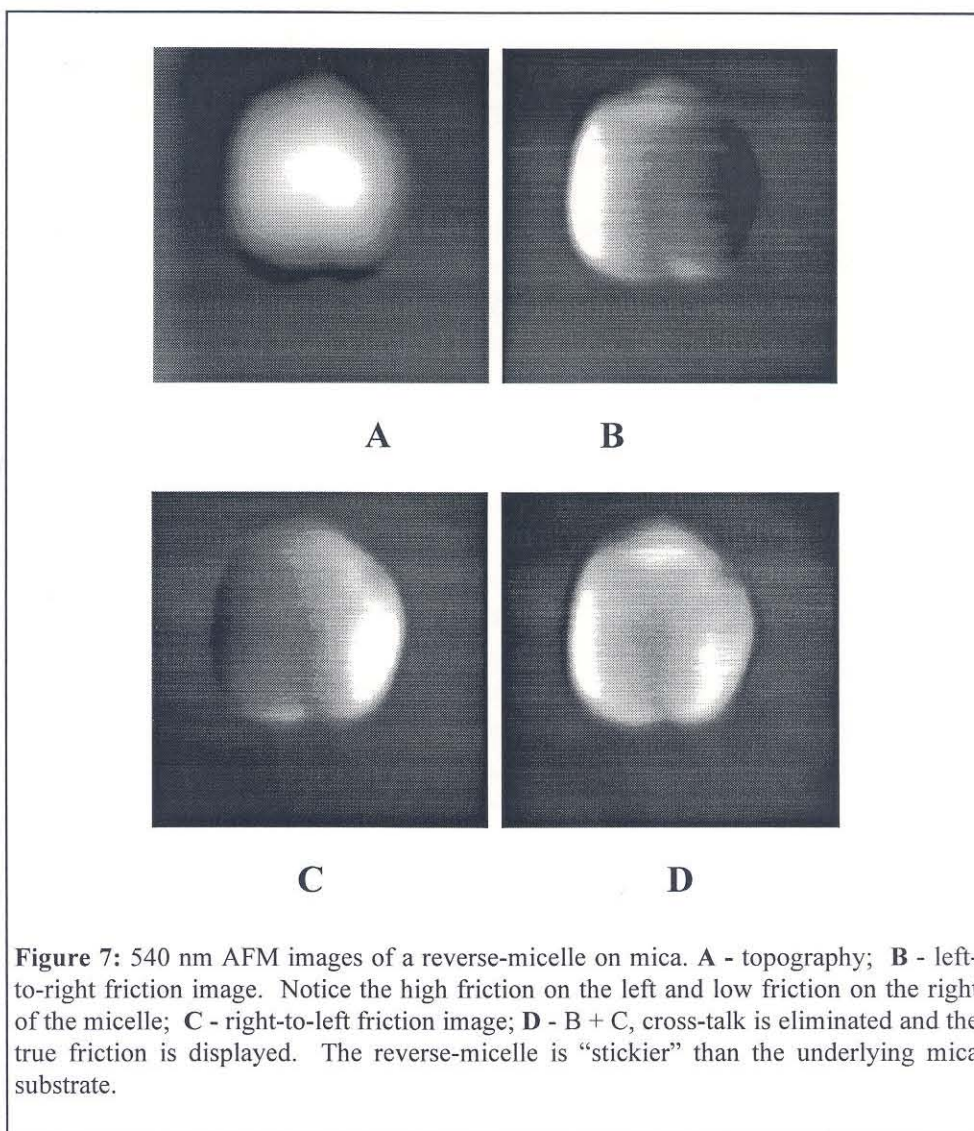 A
B
C
D
Figure 7: 540 nm AFM images of a reverse-micelle on mica. A - topography; B - left-
to-right friction image. Notice the high friction on the left and low friction on the right
of the micelle; C - right-to-left friction image; D - B + C, cross-talk is eliminated and the
true friction is displayed. The reverse-micelle is “stickier” than the underlying mica
substrate.